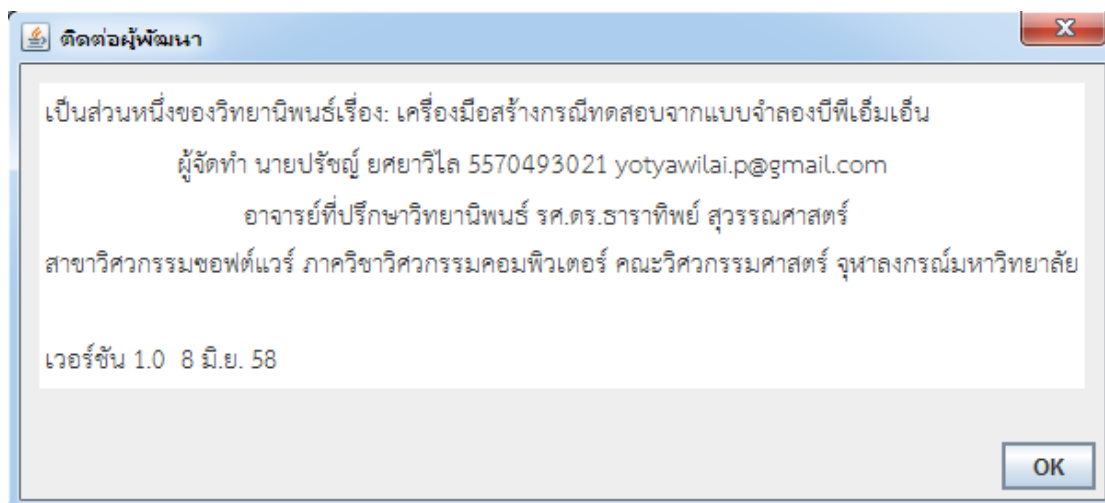 ติดต่อผู้พัฒนา
เป็นส่วนหนึ่งของวิทยานิพนธ์เรื่อง: เครื่องมือสร้างกรณีทดสอบจากแบบจำลองบีพีเอ็มเอ็น
ผู้จัดทำ นายปรัชญ์ ยศยาวิไล 5570493021 yotyawilai.p@gmail.com
อาจารย์ที่ปรึกษาวิทยานิพนธ์ รศ.ดร.ธาราทิพย์ สุวรรณศาสตร์
สาขาวิศวกรรมซอฟต์แวร์ ภาควิชาวิศวกรรมคอมพิวเตอร์ คณะวิศวกรรมศาสตร์ จุฬาลงกรณ์มหาวิทยาลัย
เวอร์ชัน 1.0 8 มิ.ย. 58
OK